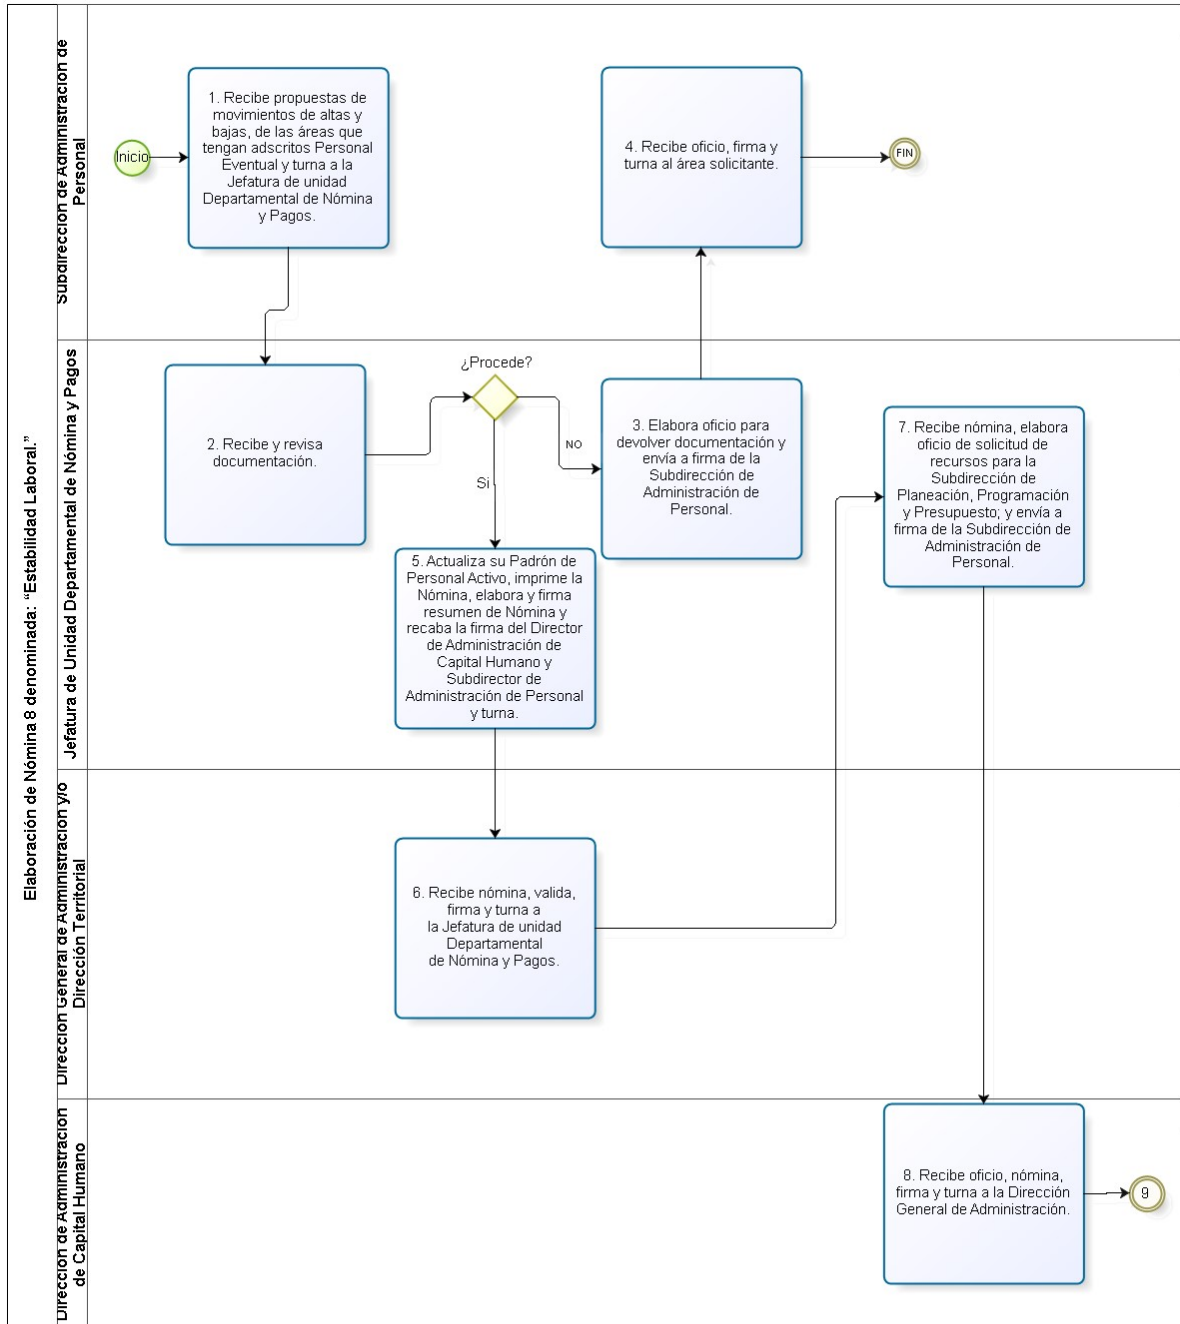 Elaboración de Nómina 8 denominada: “Estabilidad Laboral.”
Subdirección de Administración de
Personal
Inicio
1. Recibe propuestas de
movimientos de altas y
bajas, de las áreas que
tengan adscritos Personal
Eventual y turna a la
Jefatura de unidad
Departamental de Nómina
y Pagos.
4. Recibe oficio, firma y
turna al área solicitante.
FIN
Jefatura de Unidad Departamental de Nómina y Pagos
2. Recibe y revisa
documentación.
¿Procede?
NO
Si
3. Elabora oficio para
devolver documentación y
envía a firma de la
Subdirección de
Administración de
Personal.
5. Actualiza su Padrón de
Personal Activo, imprime la
Nómina, elabora y firma
resumen de Nómina y
recaba la firma del Director
de Administración de
Capital Humano y
Subdirector de
Administración de Personal
y turna.
7. Recibe nómina, elabora
oficio de solicitud de
recursos para la
Subdirección de
Planeación, Programación
y Presupuesto; y envía a
firma de la Subdirección de
Administración de
Personal.
Dirección General de Administración y/o
Dirección Territorial
6. Recibe nómina, valida,
firma y turna a
la Jefatura de unidad
Departamental
de Nómina y Pagos.
Dirección de Administración
de Capital Humano
8. Recibe oficio, nómina,
firma y turna a la Dirección
General de Administración.
9